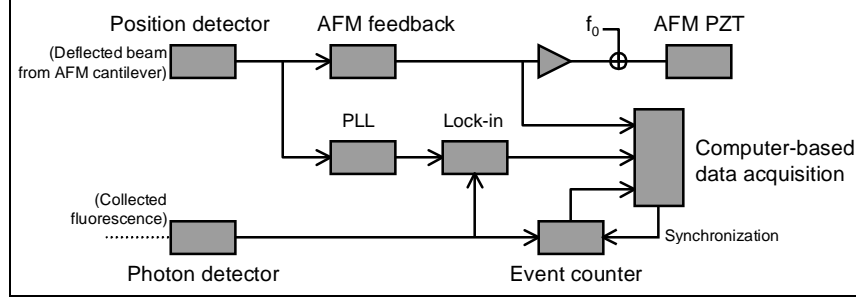 Position detector
AFM feedback
f₀
AFM PZT
(Deflected beam
from AFM cantilever)
PLL
Lock-in
Computer-based
data acquisition
(Collected
fluorescence)
Synchronization
Photon detector
Event counter